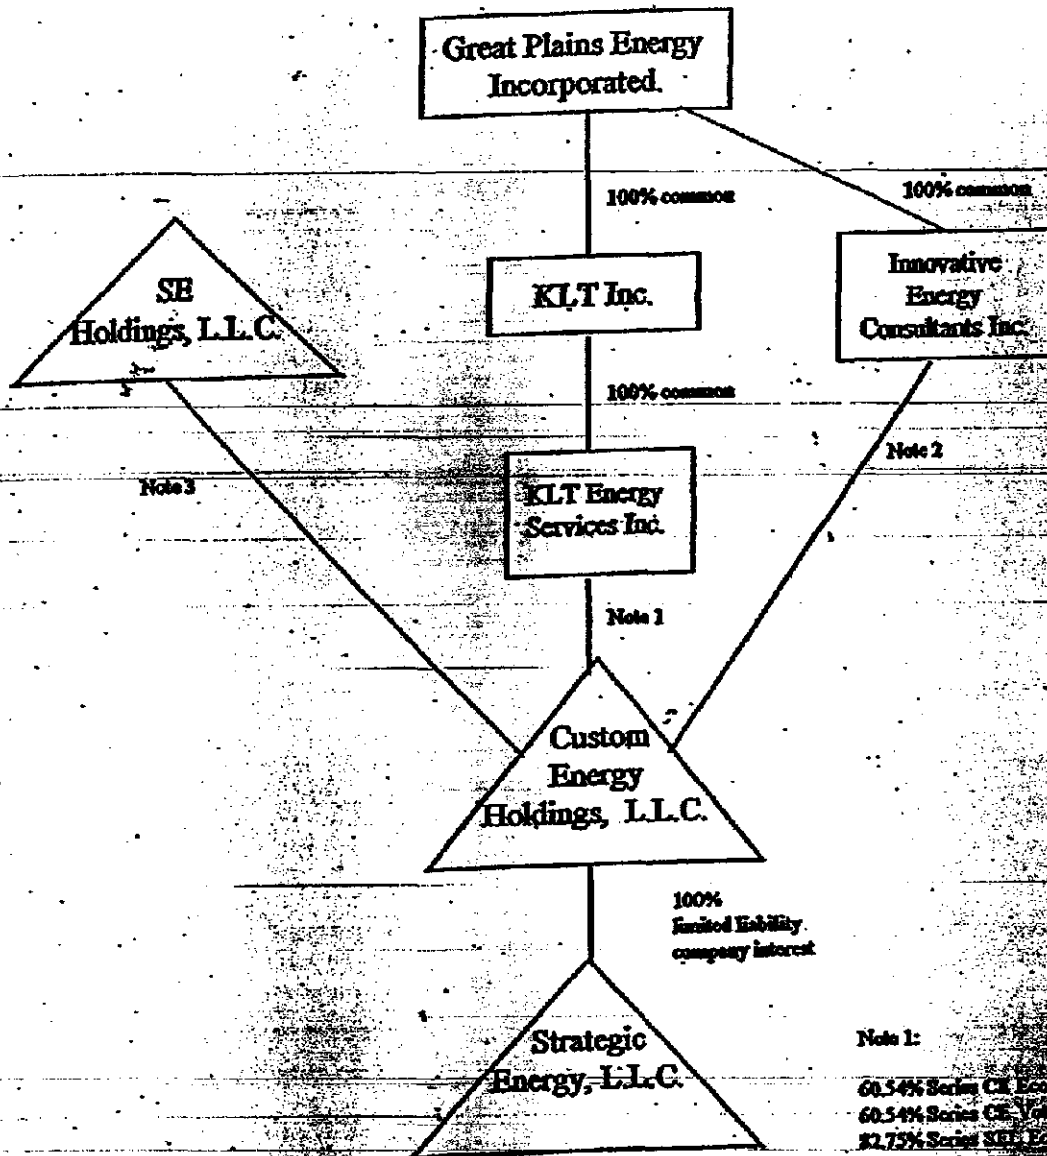 Great Plains Energy
Incorporated.
100% common
100% common
SE
Holdings, L.L.C.
KLT Inc.
Innovative
Energy
Consultants Inc.
100% common
Note 3
KLT Energy
Services Inc.
Note 2
Note 1
Custom
Energy
Holdings, L.L.C.
100%
limited liability
company interest
Strategic
Energy, L.L.C.
Note 1:
60.54% Series CE
60.54% Series CE
82.75% Series SEL